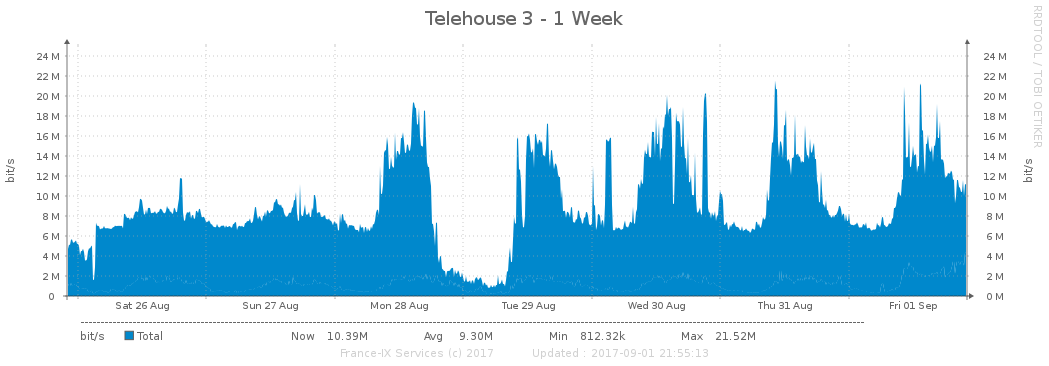 Telehouse 3 - 1 Week
RRDTOOL / TOBI OETIKER
bit/s
24 M 24 M
22 M 22 M
20 M 20 M
18 M 18 M
16 M 16 M
14 M 14 M
12 M 12 M
10 M 10 M
8 M 8 M
6 M 6 M
4 M 4 M
2 M 2 M
0 0 M
bit/s
Sat 26 Aug Sun 27 Aug Mon 28 Aug Tue 29 Aug Wed 30 Aug Thu 31 Aug Fri 01 Sep
bit/s Total Now 10.39M Avg 9.30M Min 812.32k Max 21.52M
France-IX Services (c) 2017 Updated : 2017-09-01 21:55:13